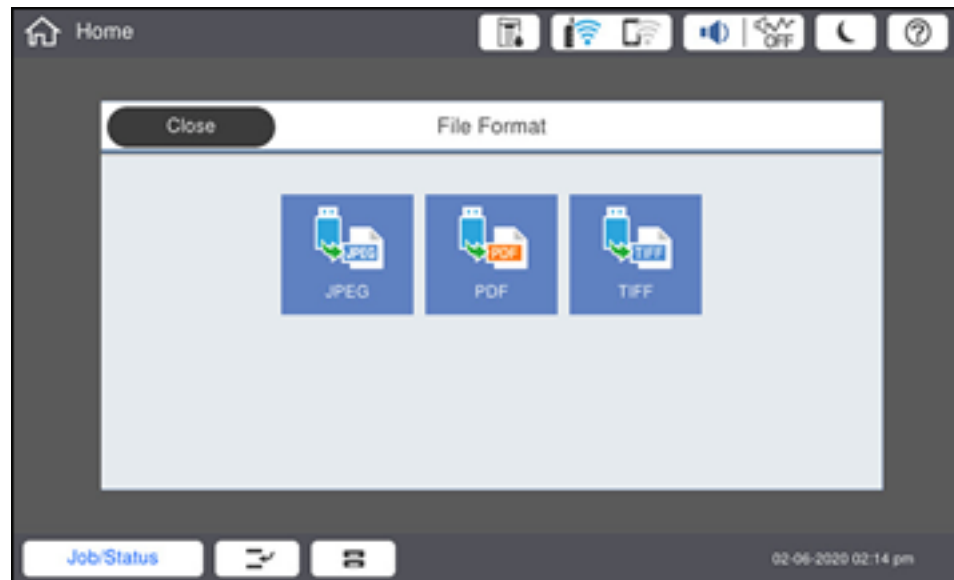 Home
OFF
Close
File Format
JPEG
PDF
TIFF
JPEG
PDF
TIFF
Job/Status
02-06-2020 02:14 pm